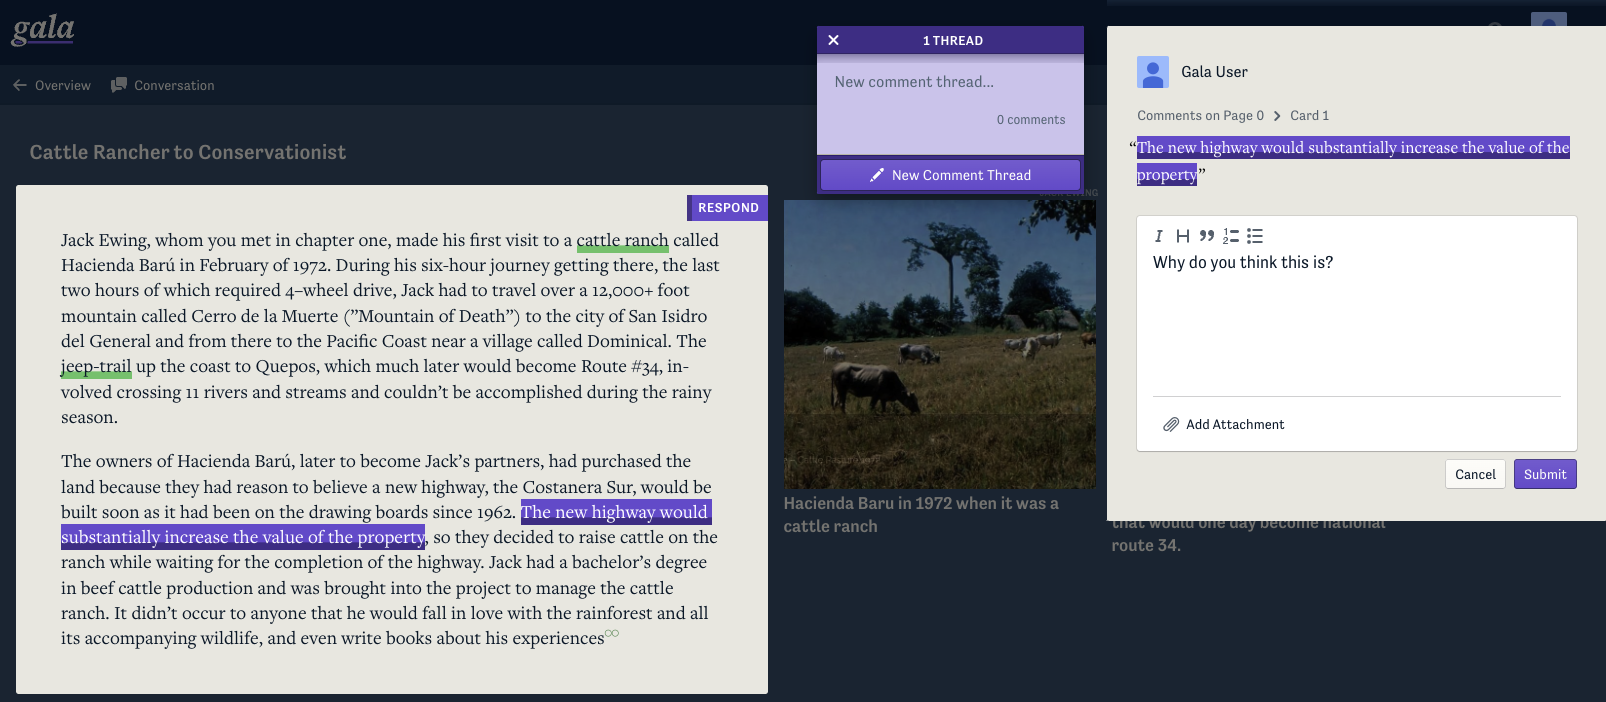 gala
Overview
Conversation
Cattle Rancher to Conservationist
RESPOND
Jack Ewing, whom you met in chapter one, made his first visit to a cattle ranch called
Hacienda Barú in February of 1972. During his six-hour journey getting there, the last
two hours of which required 4–wheel drive, Jack had to travel over a 12,000+ foot
mountain called Cerro de la Muerte (”Mountain of Death”) to the city of San Isidro
del General and from there to the Pacific Coast near a village called Dominical. The
jeep-trail up the coast to Quepos, which much later would become Route #34, in-
volved crossing 11 rivers and streams and couldn’t be accomplished during the rainy
season.
The owners of Hacienda Barú, later to become Jack’s partners, had purchased the
land because they had reason to believe a new highway, the Costanera Sur, would be
built soon as it had been on the drawing boards since 1962. The new highway would
substantially increase the value of the property, so they decided to raise cattle on the
ranch while waiting for the completion of the highway. Jack had a bachelor’s degree
in beef cattle production and was brought into the project to manage the cattle
ranch. It didn’t occur to anyone that he would fall in love with the rainforest and all
its accompanying wildlife, and even write books about his experiences
1 THREAD
New comment thread...
0 comments
New Comment Thread
Hacienda Baru in 1972 when it was a
cattle ranch
Gala User
Comments on Page 0 > Card 1
“The new highway would substantially increase the value of the
property”
Why do you think this is?
Add Attachment
Cancel
Submit
that would one day become national
route 34.